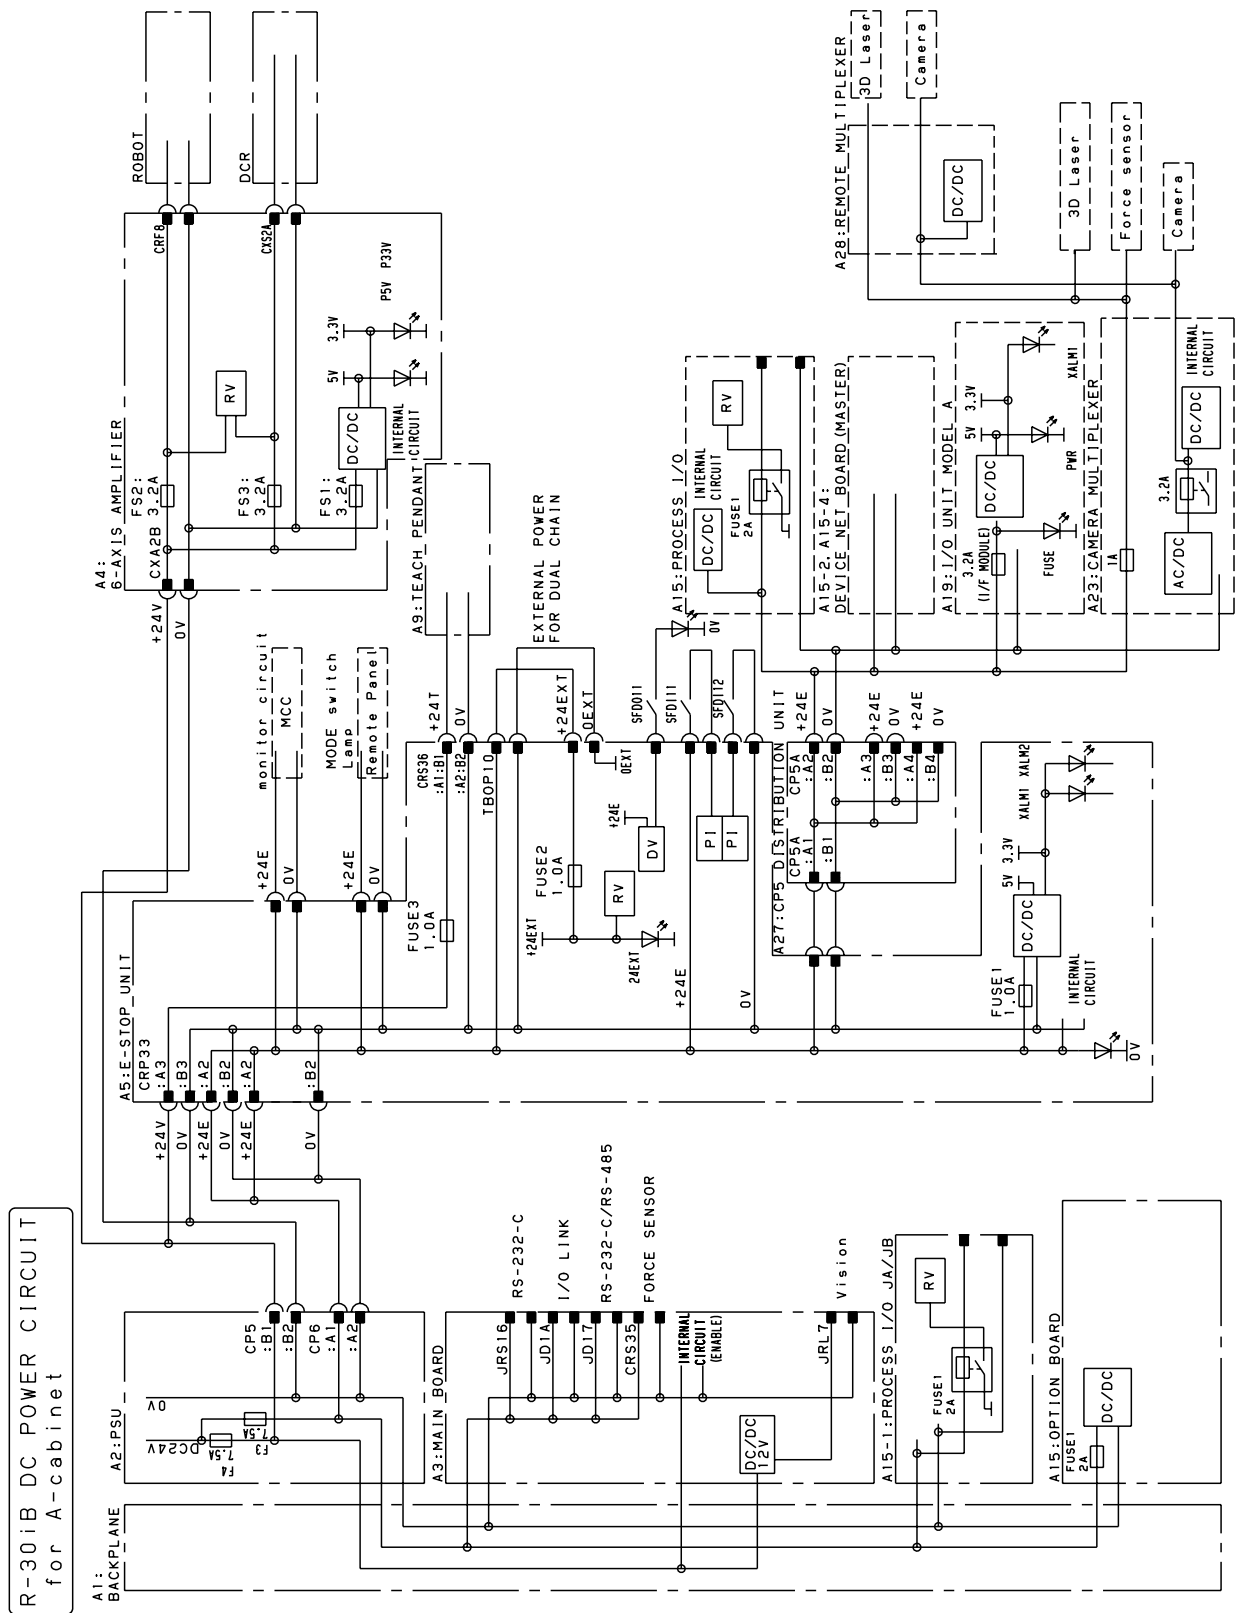 R-30iB DC POWER CIRCUIT
for A-cabinet
A1:
BACKPLANE
A2:PSU
DC24V
0V
F4
7.5A
F3
7.5A
CP5
:B1
:B2
CP6
:A1
:A2
A3:MAIN BOARD
JRS16
RS-232-C
JD1A
I/O LINK
JD17
RS-232-C/RS-485
CRS35
FORCE SENSOR
INTERNAL
CIRCUIT
(ENABLE)
DC/DC
12V
JRL7
Vision
A15-1:PROCESS I/O JA/JB
FUSE1
2A
RV
A15:OPTION BOARD
FUSE1
2A
DC/DC
A5:E-STOP UNIT
CRP33
:A3
:B3
:A2
:B2
:A2
:B2
+24V
0V
+24E
0V
+24E
0V
+24E
0V
monitor circuit
MCC
+24E
0V
MODE switch
Lamp
Remote Panel
FUSE3
1.0A
CRS36
:A1:B1
:A2:B2
+24T
0V
A9:TEACH PENDANT
TBOP10
EXTERNAL POWER
FOR DUAL CHAIN
+24EXT
0EXT
0EXT
FUSE2
1.0A
+24EXT
RV
24EXT
+24E
DV
SFDO11
0V
SFDI11
SFDI12
PI
PI
+24E
0V
A27:CP5 DISTRIBUTION UNIT
CP5A
:A1
:B1
CP5A
:A2
:B2
:A3
:B3
:A4
:B4
+24E
0V
+24E
0V
+24E
0V
FUSE1
1.0A
DC/DC
INTERNAL
CIRCUIT
5V
3.3V
XALM1
XALM2
0V
A4:
6-AXIS AMPLIFIER
+24V
0V
CXA2B
FS2:
3.2A
FS3:
3.2A
FS1:
3.2A
RV
DC/DC
INTERNAL
CIRCUIT
5V
3.3V
P5V
P33V
CRF8
CXS2A
ROBOT
DCR
A15:PROCESS I/O
DC/DC
INTERNAL
CIRCUIT
FUSE1
2A
RV
A15-2,A15-4:
DEVICE NET BOARD(MASTER)
A19:I/O UNIT MODEL A
3.2A
(I/F MODULE)
FUSE
DC/DC
5V
3.3V
PWR
XALM1
A23:CAMERA MULTIPLEXER
1A
AC/DC
3.2A
DC/DC
INTERNAL
CIRCUIT
A28:REMOTE MULTIPLEXER
DC/DC
3D Laser
Camera
3D Laser
Force sensor
Camera